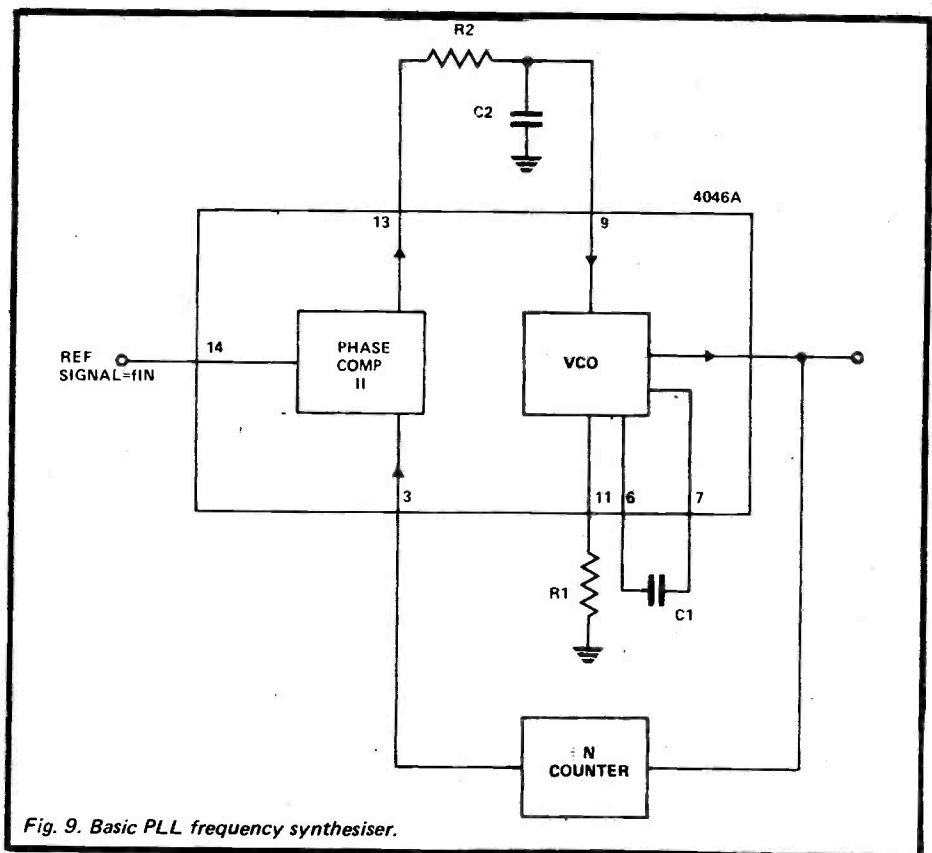 R2
C2
4046A
13
9
REF
SIGNAL=fIN
14
PHASE
COMP
II
VCO
3
11
6
7
R1
C1
÷ N
COUNTER
Fig. 9. Basic PLL frequency synthesiser.